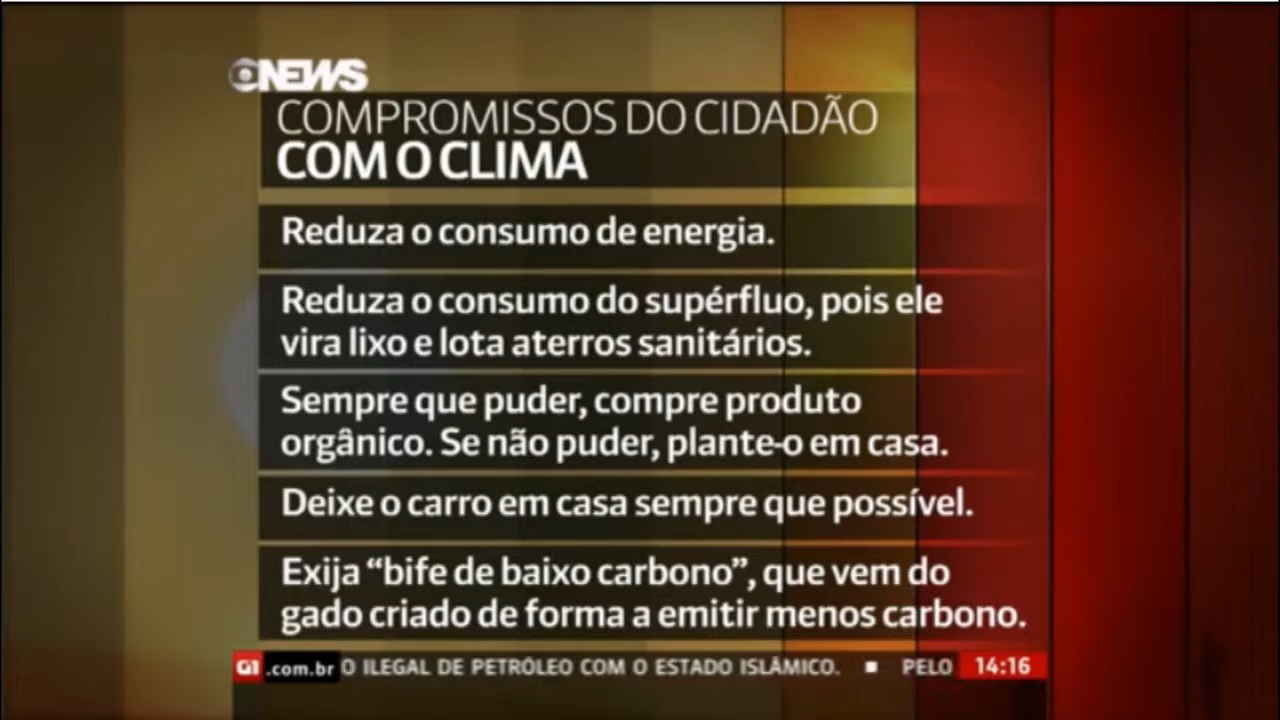 NEWS
COMPROMISSOS DO CIDADÃO
COM O CLIMA
Reduza o consumo de energia.
Reduza o consumo do supérfluo, pois ele
vira lixo e lota aterros sanitários.
Sempre que puder, compre produto
orgânico. Se não puder, plante-o em casa.
Deixe o carro em casa sempre que possível.
Exija “bife de baixo carbono”, que vem do
gado criado de forma a emitir menos carbono.
G1 .com.br O ILEGAL DE PETRÓLEO COM O ESTADO ISLÂMICO. ■ PELO 14:16